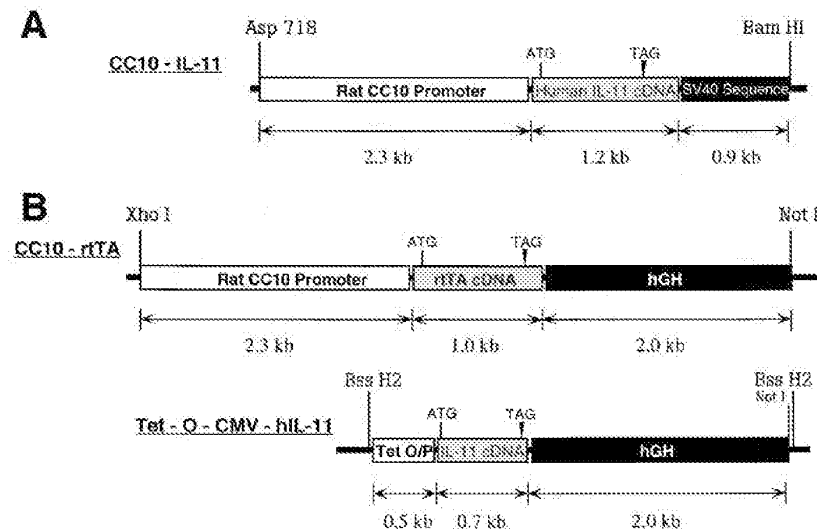 A
Asp 718
Bam HI
CC10 - IL-11
ATG
TAG
Rat CC10 Promoter
Human IL-11 cDNA
SV40 Sequence
2.3 kb
1.2 kb
0.9 kb
B
Xho I
Not I
CC10 - rtTA
ATG
TAG
Rat CC10 Promoter
rtTA cDNA
hGH
2.3 kb
1.0 kb
2.0 kb
Bss H2
Bss H2
Not I
Tet - O - CMV - hIL-11
ATG
TAG
Tet O/P
IL-11 cDNA
hGH
0.5 kb
0.7 kb
2.0 kb